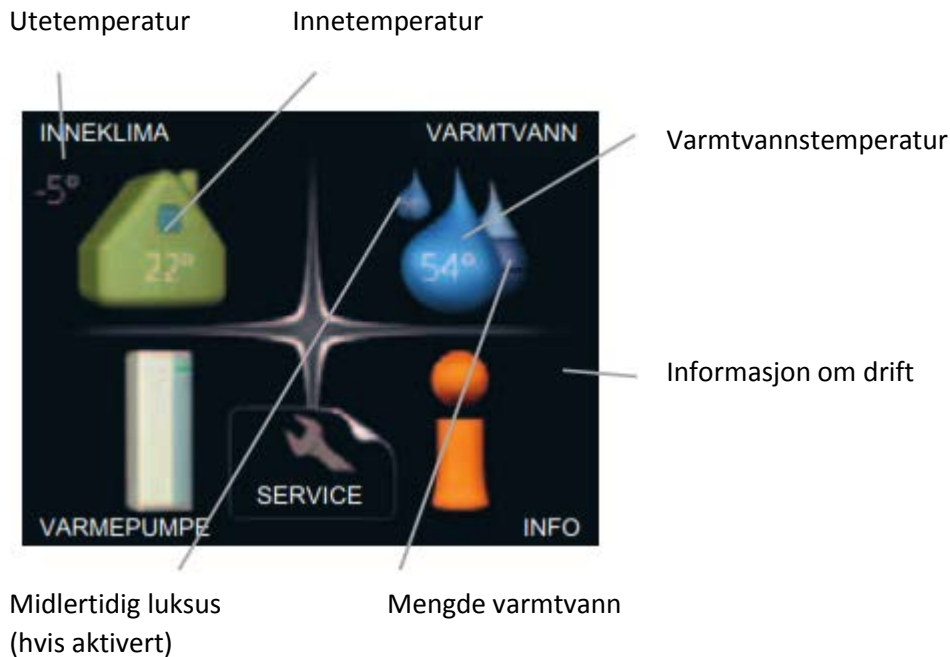 Utetemperatur
Innetemperatur
INNEKLIMA
VARMTVANN
Varmtvannstemperatur
-5°
22°
54°
Informasjon om drift
SERVICE
VARMEPUMPE
INFO
Midlertidig luksus
(hvis aktivert)
Mengde varmtvann